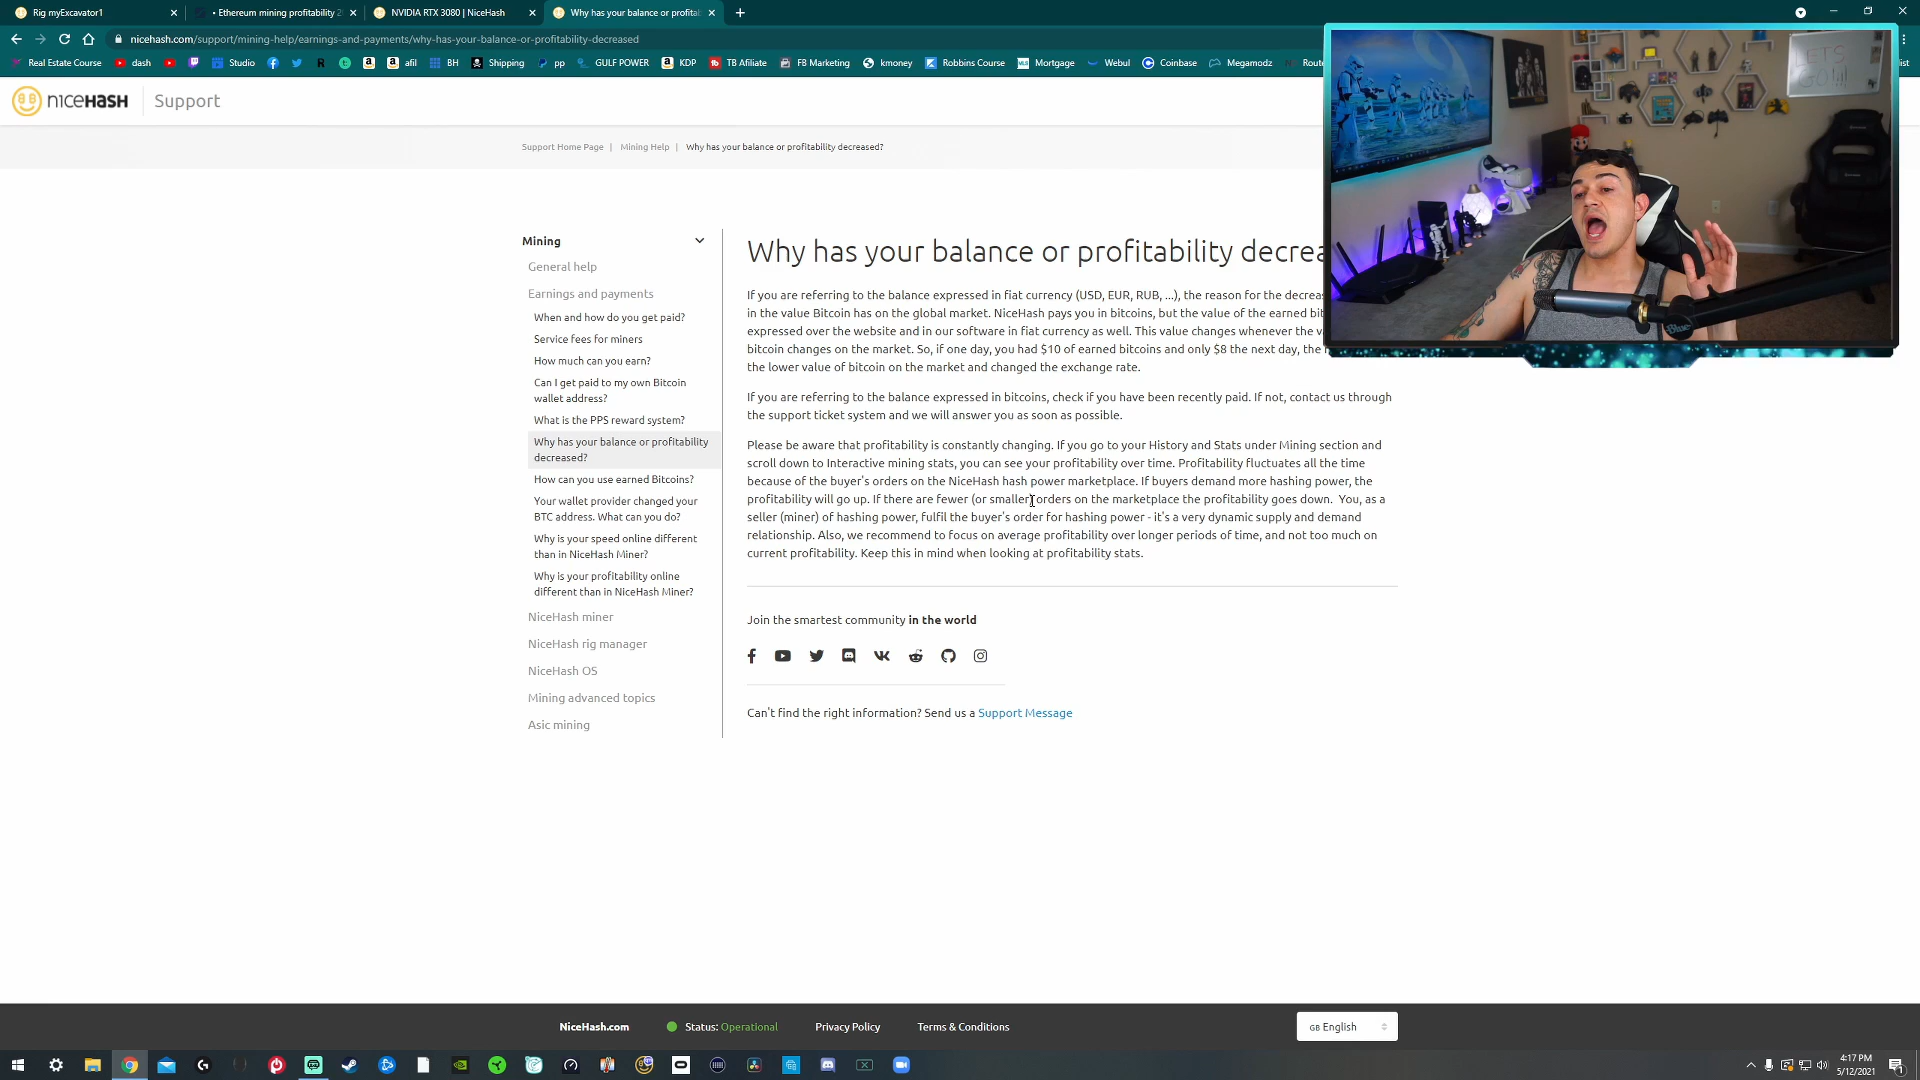 Rig myExcavator1
• Ethereum mining profitability 2
NVIDIA RTX 3080 | NiceHash
Why has your balance or profita
nicehash.com/support/mining-help/earnings-and-payments/why-has-your-balance-or-profitability-decreased
Real Estate Course
dash
Studio
R
afil
BH
Shipping
pp
GULF POWER
KDP
TB Afiliate
FB Marketing
kmoney
Robbins Course
Mortgage
Webul
Coinbase
Megamodz
Rout
list
LETS
GO!!!
NICEHASH
Support
Support Home Page | Mining Help | Why has your balance or profitability decreased?
Mining
General help
Earnings and payments
When and how do you get paid?
Service fees for miners
How much can you earn?
Can I get paid to my own Bitcoin
wallet address?
What is the PPS reward system?
Why has your balance or profitability
decreased?
How can you use earned Bitcoins?
Your wallet provider changed your
BTC address. What can you do?
Why is your speed online different
than in NiceHash Miner?
Why is your profitability online
different than in NiceHash Miner?
NiceHash miner
NiceHash rig manager
NiceHash OS
Mining advanced topics
Asic mining
Why has your balance or profitability decrea
If you are referring to the balance expressed in fiat currency (USD, EUR, RUB, ...), the reason for the decreas
in the value Bitcoin has on the global market. NiceHash pays you in bitcoins, but the value of the earned bit
expressed over the website and in our software in fiat currency as well. This value changes whenever the v
bitcoin changes on the market. So, if one day, you had $10 of earned bitcoins and only $8 the next day, the
the lower value of bitcoin on the market and changed the exchange rate.
If you are referring to the balance expressed in bitcoins, check if you have been recently paid. If not, contact us through
the support ticket system and we will answer you as soon as possible.
Please be aware that profitability is constantly changing. If you go to your History and Stats under Mining section and
scroll down to Interactive mining stats, you can see your profitability over time. Profitability fluctuates all the time
because of the buyer's orders on the NiceHash hash power marketplace. If buyers demand more hashing power, the
profitability will go up. If there are fewer (or smaller) orders on the marketplace the profitability goes down. You, as a
seller (miner) of hashing power, fulfil the buyer's order for hashing power - it's a very dynamic supply and demand
relationship. Also, we recommend to focus on average profitability over longer periods of time, and not too much on
current profitability. Keep this in mind when looking at profitability stats.
Join the smartest community in the world
Can't find the right information? Send us a Support Message
NiceHash.com
Status: Operational
Privacy Policy
Terms & Conditions
GB English
4:17 PM
5/12/2021